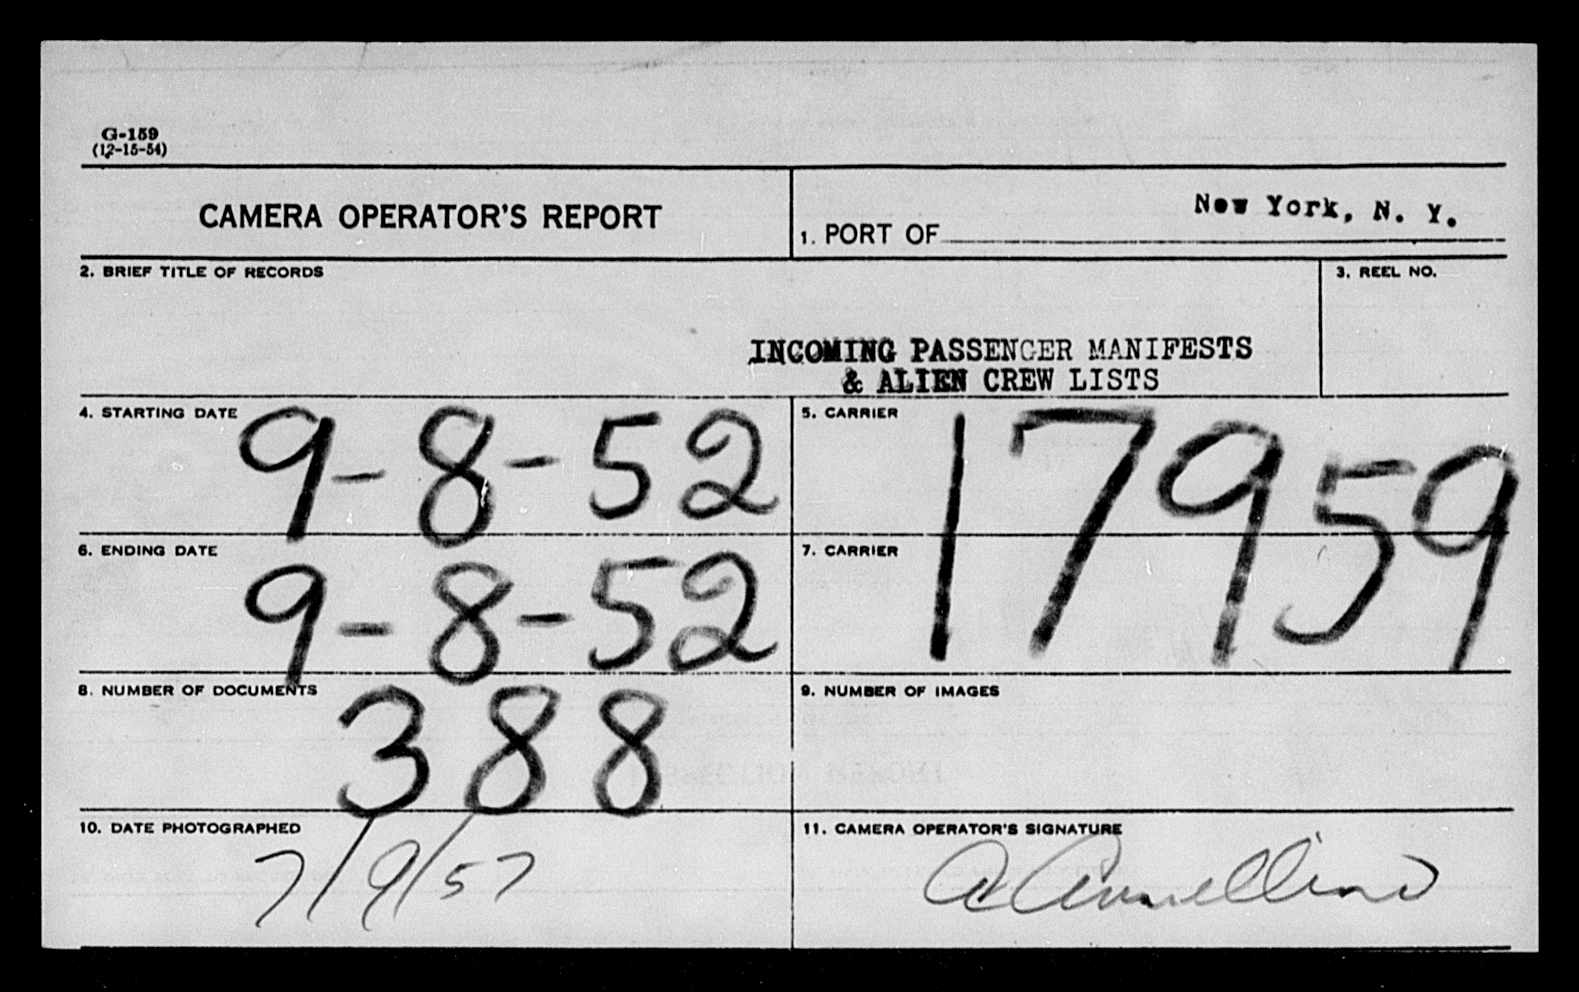 G-159
(12-15-54)
CAMERA OPERATOR'S REPORT
1. PORT OF New York, N. Y.
2. BRIEF TITLE OF RECORDS
3. REEL NO.
INCOMING PASSENGER MANIFESTS
& ALIEN CREW LISTS
4. STARTING DATE 9-8-52
5. CARRIER
17959
6. ENDING DATE 9-8-52
7. CARRIER
8. NUMBER OF DOCUMENTS 388
9. NUMBER OF IMAGES
10. DATE PHOTOGRAPHED
7/9/57
11. CAMERA OPERATOR'S SIGNATURE